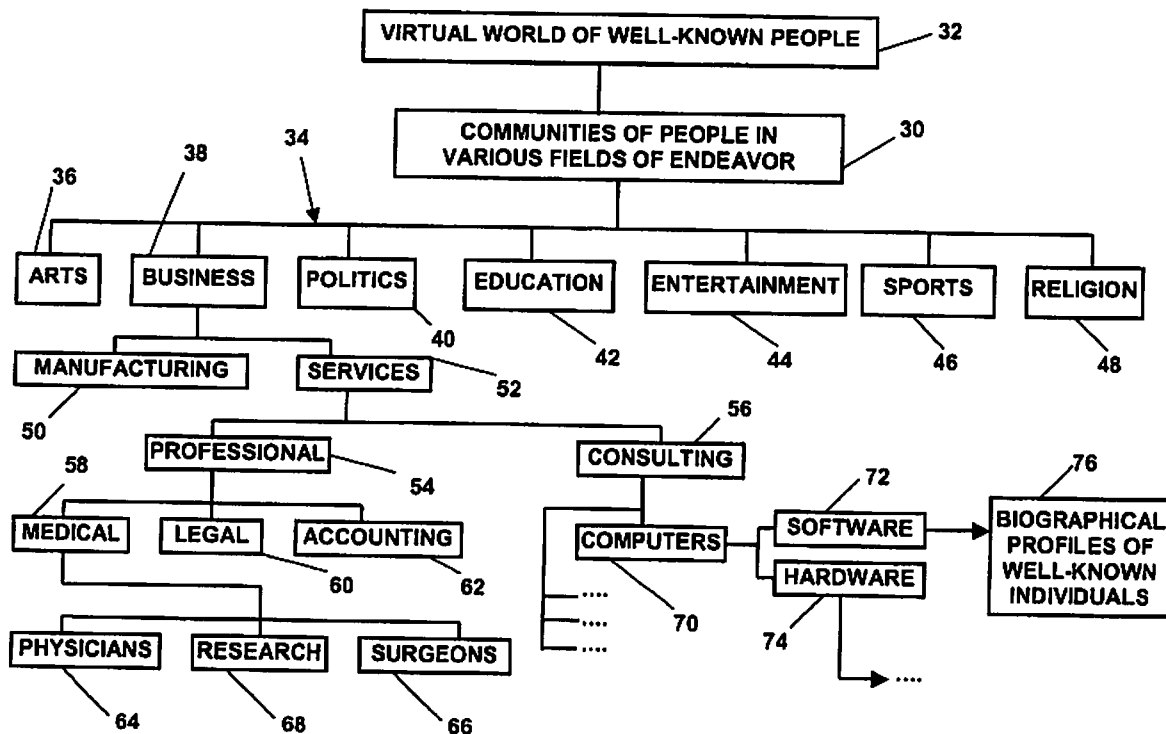 VIRTUAL WORLD OF WELL-KNOWN PEOPLE
32
COMMUNITIES OF PEOPLE IN
VARIOUS FIELDS OF ENDEAVOR
30
34
36
38
ARTS
BUSINESS
POLITICS
EDUCATION
ENTERTAINMENT
SPORTS
RELIGION
40
42
44
46
48
MANUFACTURING
SERVICES
52
50
56
PROFESSIONAL
CONSULTING
54
58
72
76
MEDICAL
LEGAL
ACCOUNTING
COMPUTERS
SOFTWARE
HARDWARE
BIOGRAPHICAL
PROFILES OF
WELL-KNOWN
INDIVIDUALS
60
62
70
74
....
....
....
....
PHYSICIANS
RESEARCH
SURGEONS
64
68
66